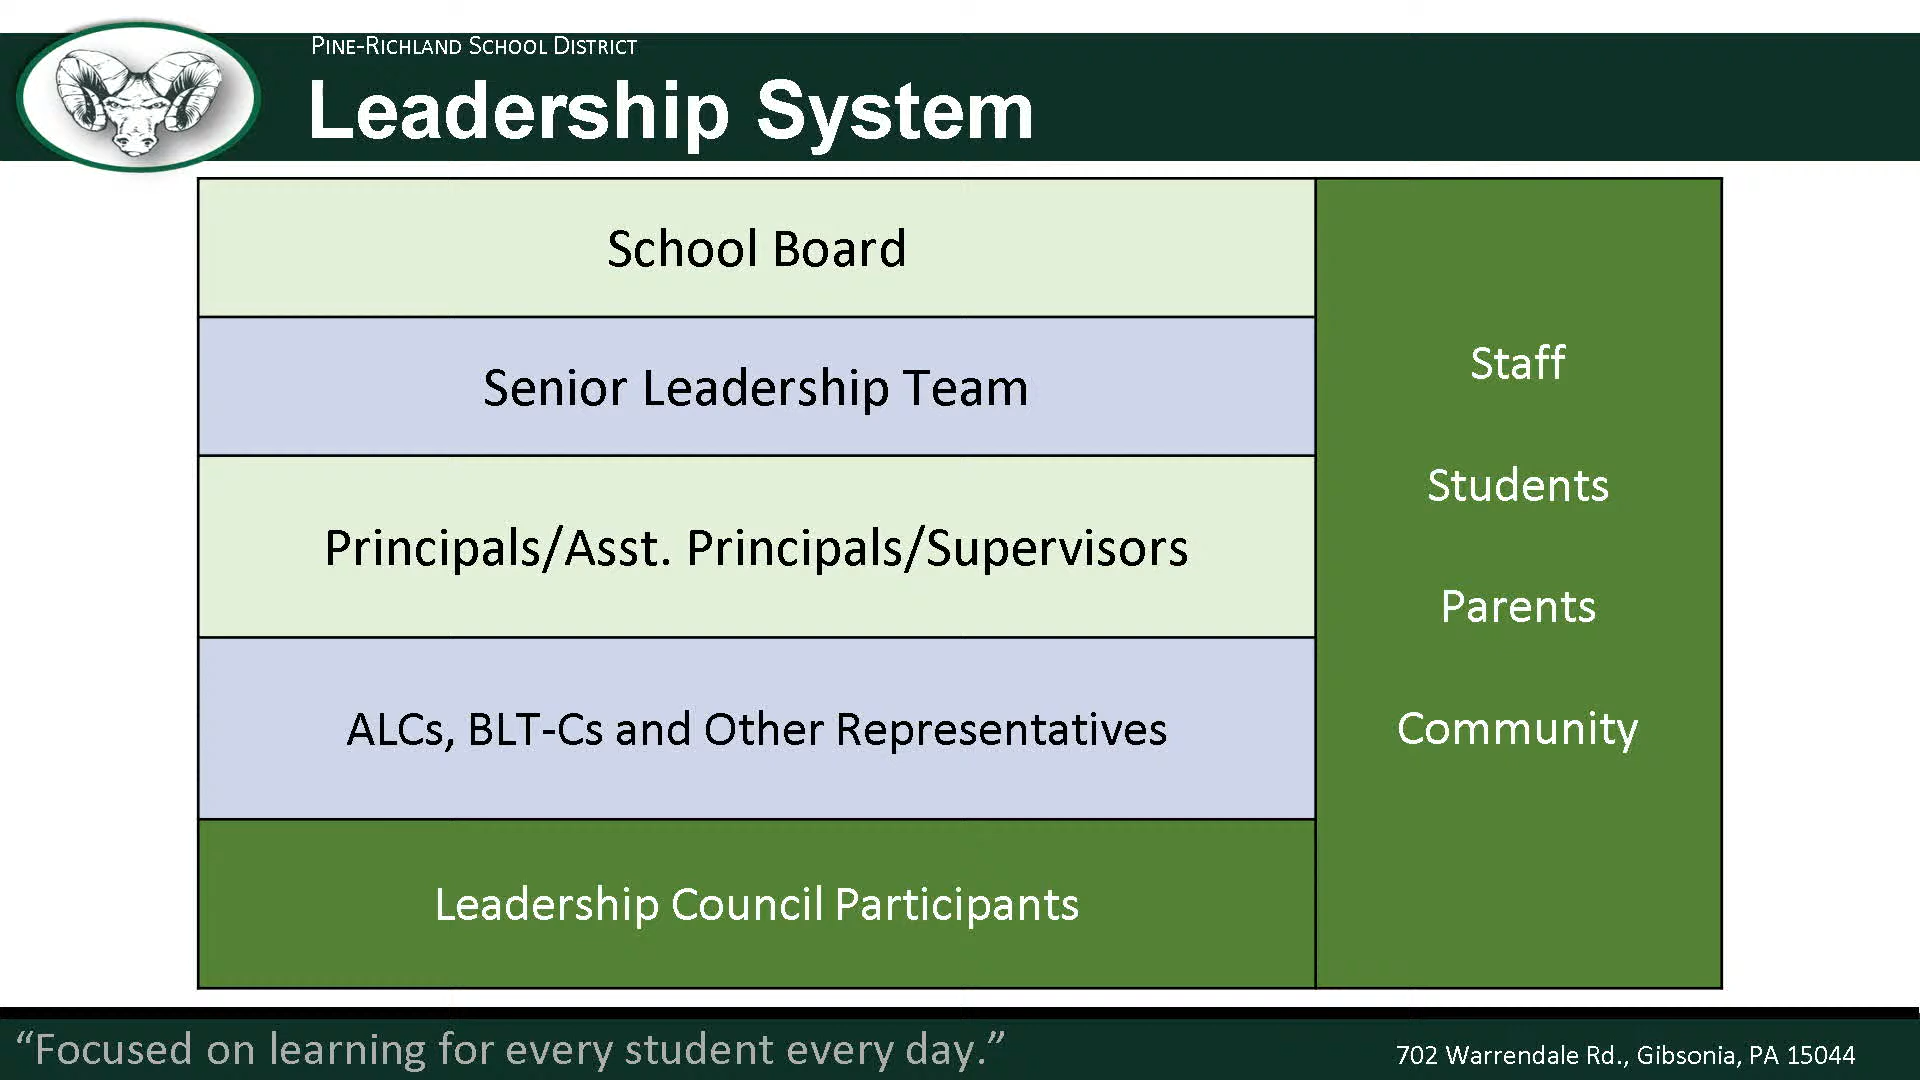 PINE-RICHLAND SCHOOL DISTRICT
Leadership System
School Board
Senior Leadership Team
Principals/Asst. Principals/Supervisors
ALCs, BLT-Cs and Other Representatives
Leadership Council Participants
Staff
Students
Parents
Community
“Focused on learning for every student every day.”
702 Warrendale Rd., Gibsonia, PA 15044